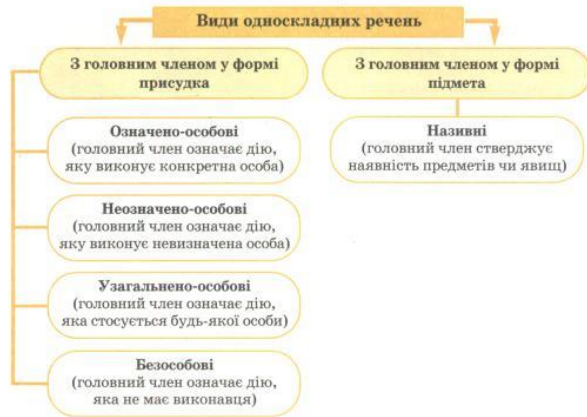 Види односкладних речень
З головним членом у формі
присудка
З головним членом у формі
підмета
Означено-особові
(головний член означає дію,
яку виконує конкретна особа)
Називні
(головний член стверджує
наявність предметів чи явищ)
Неозначено-особові
(головний член означає дію,
яку виконує невизначена особа)
Узагальнено-особові
(головний член означає дію,
яка стосується будь-якої особи)
Безособові
(головний член означає дію,
яка не має виконавця)